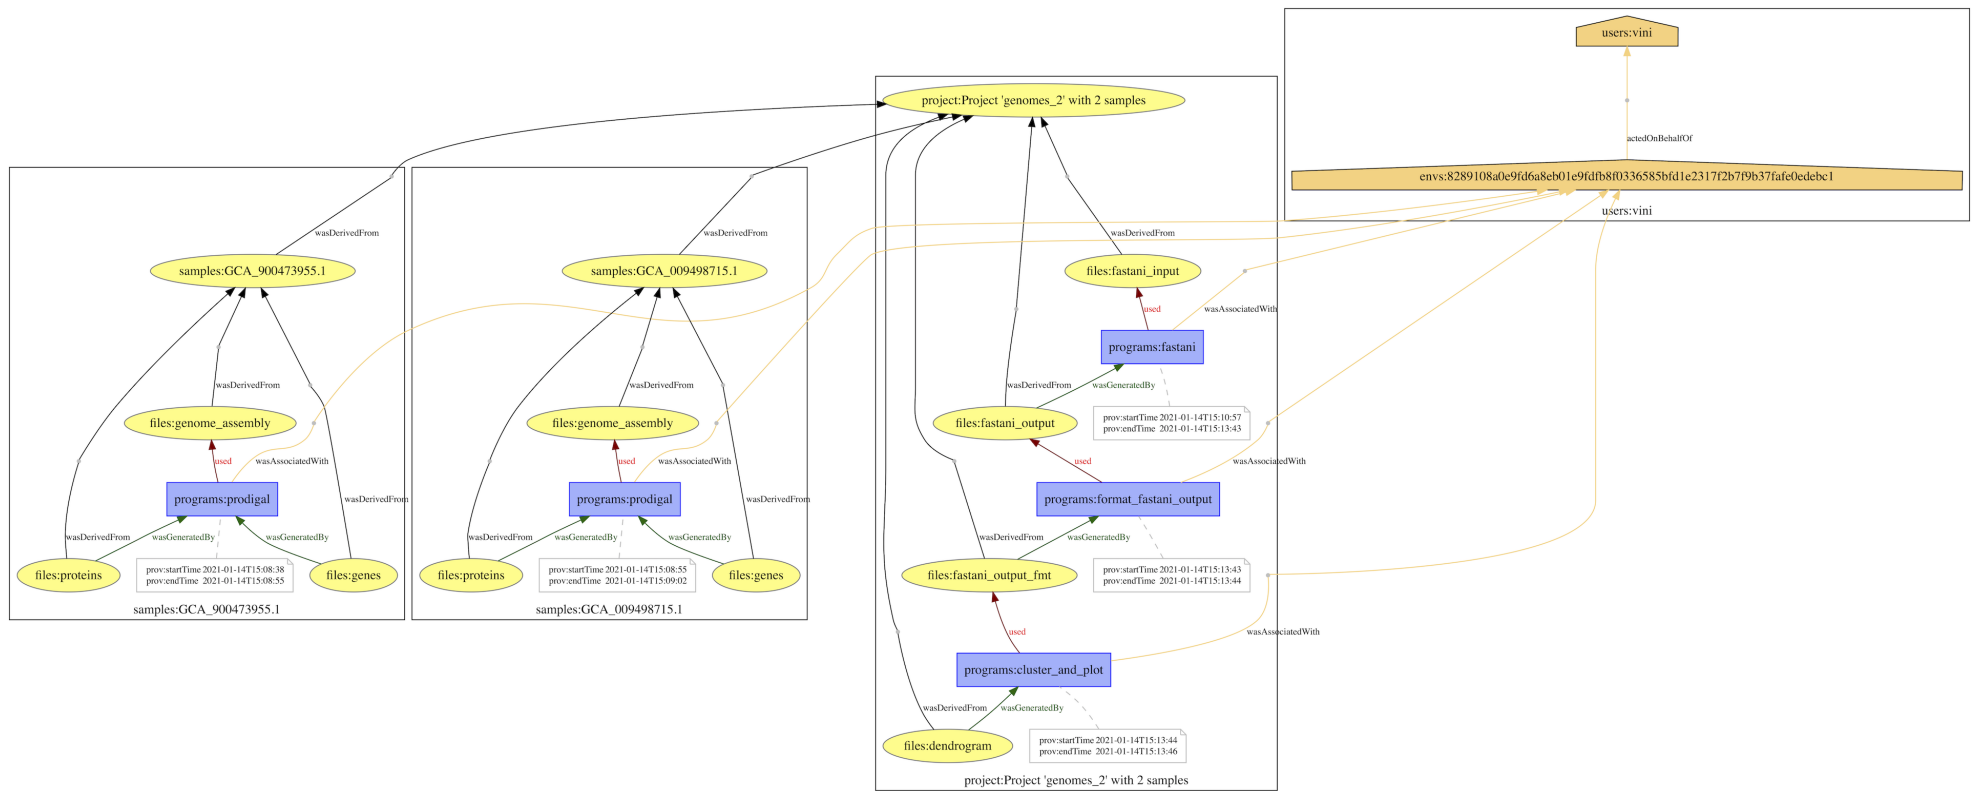 users:vini
actedOnBehalfOf
envs:8289108a0e9fd6a8eb01e9fdfb8f0336585bfd1e2317f2b7f9b37fafe0edebc1
users:vini
project:Project 'genomes_2' with 2 samples
wasDerivedFrom
wasDerivedFrom
wasDerivedFrom
samples:GCA_900473955.1
samples:GCA_009498715.1
files:fastani_input
used
wasAssociatedWith
programs:fastani
wasDerivedFrom
wasDerivedFrom
wasDerivedFrom
wasGeneratedBy
files:genome_assembly
files:genome_assembly
files:fastani_output
prov:startTime 2021-01-14T15:10:57
prov:endTime 2021-01-14T15:13:43
used
wasAssociatedWith
used
wasAssociatedWith
used
wasAssociatedWith
programs:prodigal
wasDerivedFrom
programs:prodigal
wasDerivedFrom
programs:format_fastani_output
wasDerivedFrom
wasGeneratedBy
wasGeneratedBy
wasDerivedFrom
wasGeneratedBy
wasGeneratedBy
wasDerivedFrom
wasGeneratedBy
files:proteins
prov:startTime 2021-01-14T15:08:38
prov:endTime 2021-01-14T15:08:55
files:genes
files:proteins
prov:startTime 2021-01-14T15:08:55
prov:endTime 2021-01-14T15:09:02
files:genes
files:fastani_output_fmt
prov:startTime 2021-01-14T15:13:43
prov:endTime 2021-01-14T15:13:44
samples:GCA_900473955.1
samples:GCA_009498715.1
used
wasAssociatedWith
programs:cluster_and_plot
wasDerivedFrom
wasGeneratedBy
files:dendrogram
prov:startTime 2021-01-14T15:13:44
prov:endTime 2021-01-14T15:13:46
project:Project 'genomes_2' with 2 samples